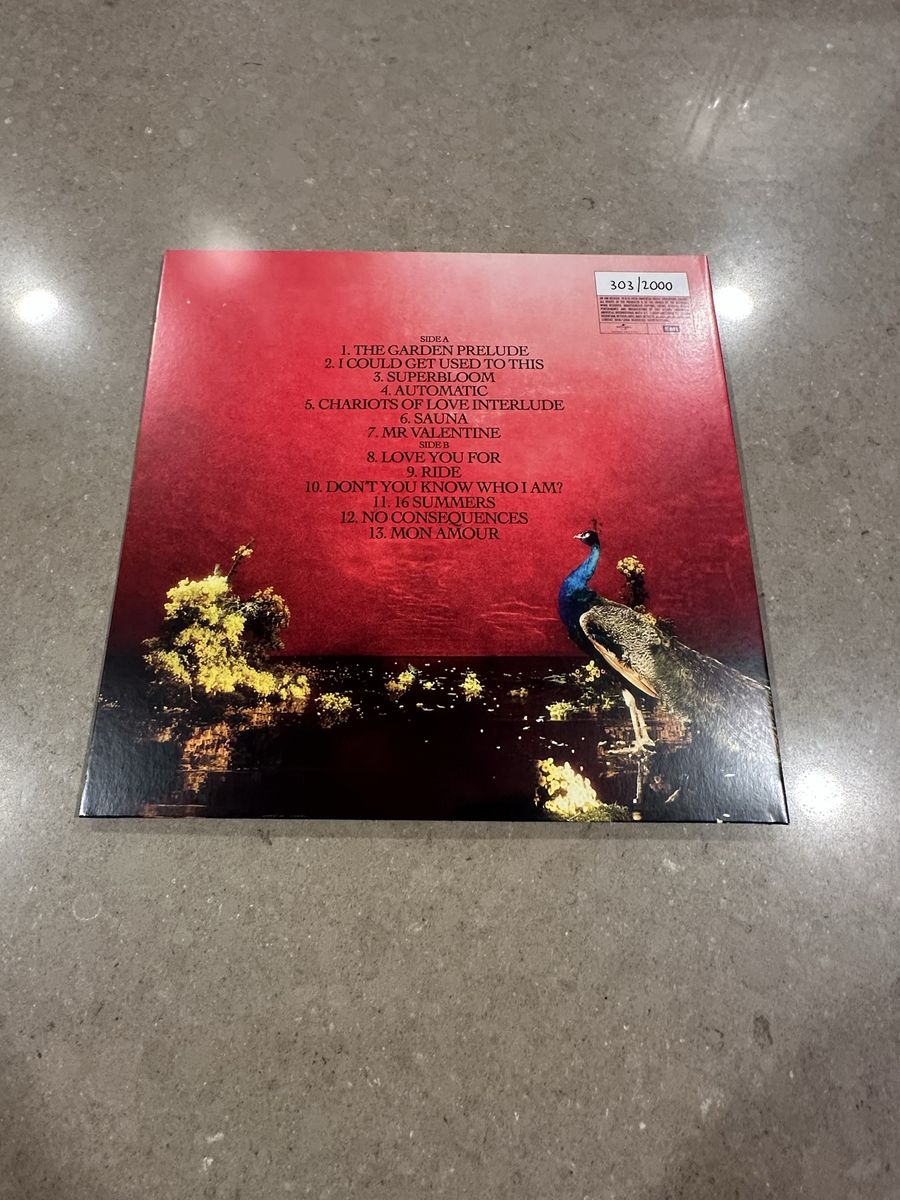 303/2000
SIDE A
1. THE GARDEN PRELUDE
2. I COULD GET USED TO THIS
3. SUPERBLOOM
4. AUTOMATIC
5. CHARIOTS OF LOVE INTERLUDE
6. SAUNA
7. MR VALENTINE
SIDE B
8. LOVE YOU FOR
9. RIDE
10. DON'T YOU KNOW WHO I AM?
11. 16 SUMMERS
12. NO CONSEQUENCES
13. MON AMOUR